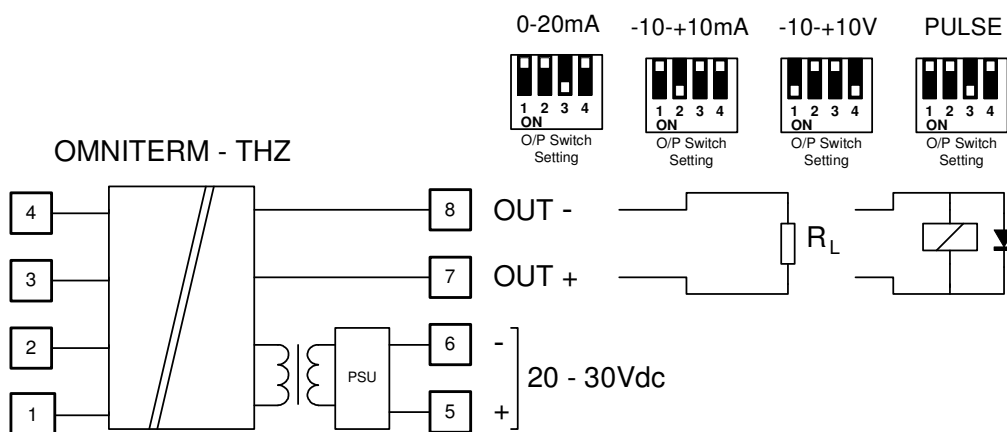 0-20mA -10-+10mA -10-+10V PULSE
1 2 3 4 1 2 3 4 1 2 3 4 1 2 3 4
ON ON ON ON
O/P Switch O/P Switch O/P Switch O/P Switch
Setting Setting Setting Setting
OMNITERM - THZ
4 8 OUT -
R L
3 7 OUT +
2 6 -
PSU 20 - 30Vdc
1 5 +